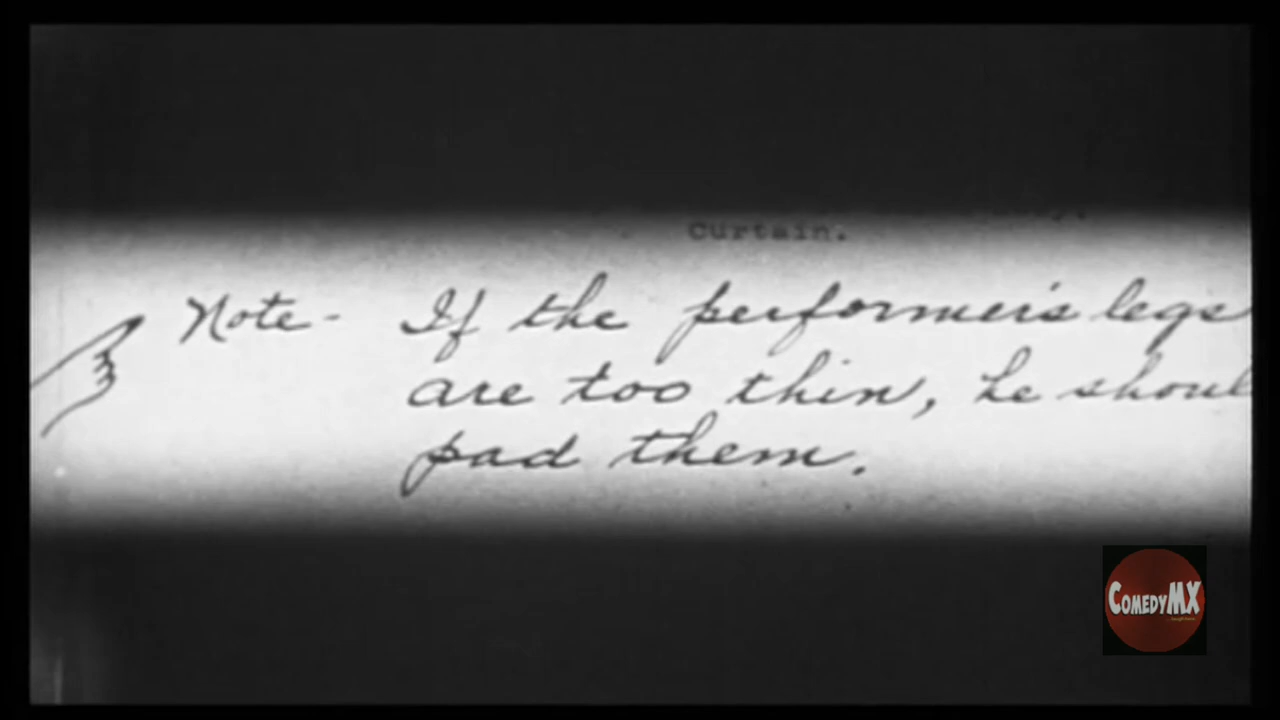 Curtain.
Note- If the performer's legs
are too thin, he shoul
pad them.
COMEDYMX